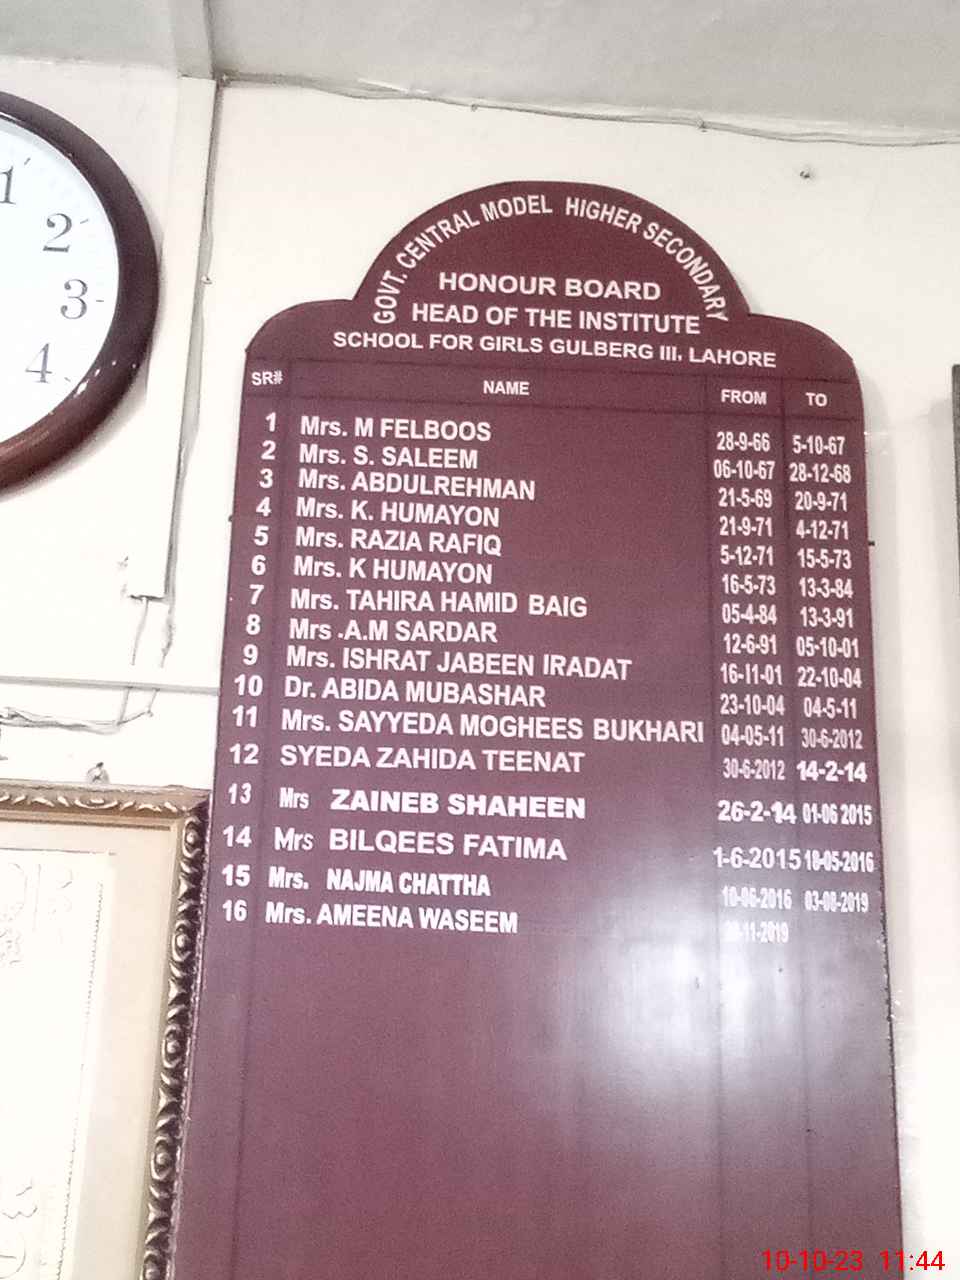 1
2
3
4
GOVT. CENTRAL MODEL HIGHER SECONDARY
HONOUR BOARD
HEAD OF THE INSTITUTE
SCHOOL FOR GIRLS GULBERG III, LAHORE
SR# NAME FROM TO
1 Mrs. M FELBOOS 28-9-66 5-10-67
2 Mrs. S. SALEEM 06-10-67 28-12-68
3 Mrs. ABDULREHMAN 21-5-69 20-9-71
4 Mrs. K. HUMAYON 21-9-71 4-12-71
5 Mrs. RAZIA RAFIQ 5-12-71 15-5-73
6 Mrs. K HUMAYON 16-5-73 13-3-84
7 Mrs. TAHIRA HAMID BAIG 05-4-84 13-3-91
8 Mrs .A.M SARDAR 12-6-91 05-10-01
9 Mrs. ISHRAT JABEEN IRADAT 16-11-01 22-10-04
10 Dr. ABIDA MUBASHAR 23-10-04 04-5-11
11 Mrs. SAYYEDA MOGHEES BUKHARI 04-05-11 30-6-2012
12 SYEDA ZAHIDA TEENAT 30-6-2012 14-2-14
13 Mrs ZAINEB SHAHEEN 26-2-14 01-06 2015
14 Mrs BILQEES FATIMA 1-6-2015 18-05-2016
15 Mrs. NAJMA CHATTHA 10-06-2016 03-08-2019
16 Mrs. AMEENA WASEEM
10-10-23 11:44